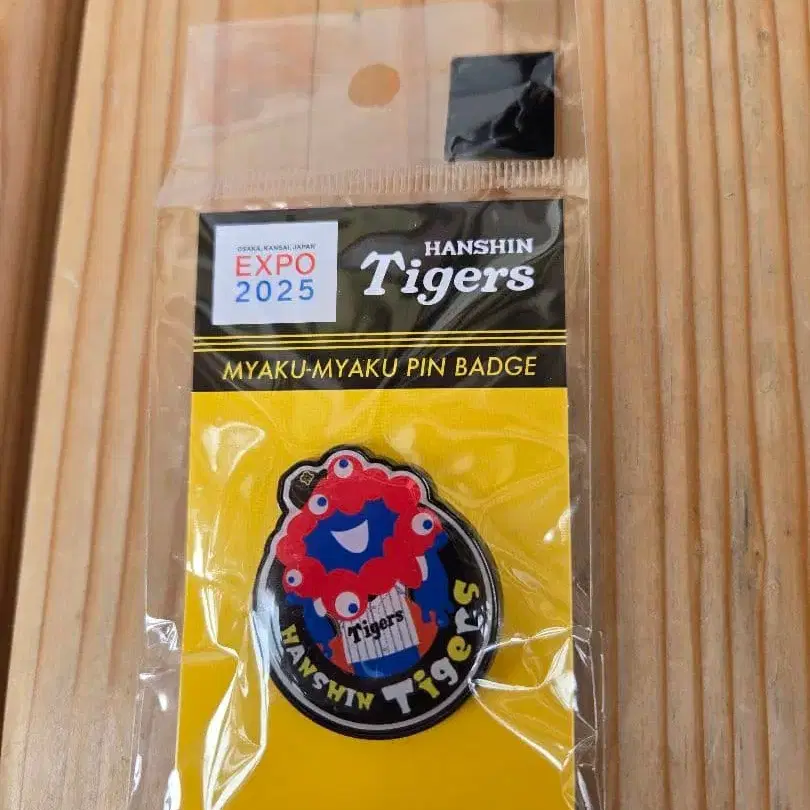 OSAKA, KANSAI, JAPAN
EXPO
2025
HANSHIN
Tigers
MYAKU-MYAKU PIN BADGE
Tigers
HANSHIN Tigers